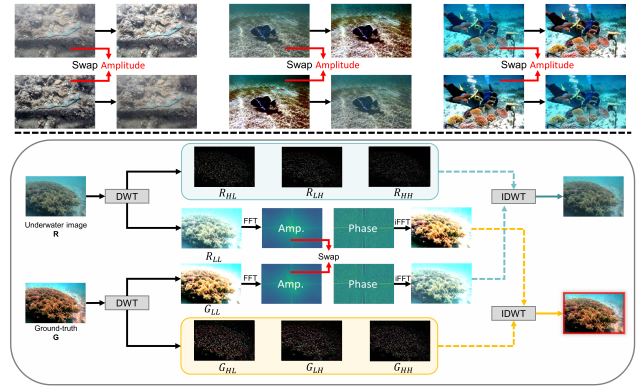 Swap Amplitude
Swap Amplitude
Swap Amplitude
R_HL
R_LH
R_HH
DWT
IDWT
Underwater image
R
FFT
Amp.
Phase
iFFT
R_LL
Swap
FFT
Amp.
Phase
iFFT
DWT
G_LL
IDWT
Ground-truth
G
G_HL
G_LH
G_HH